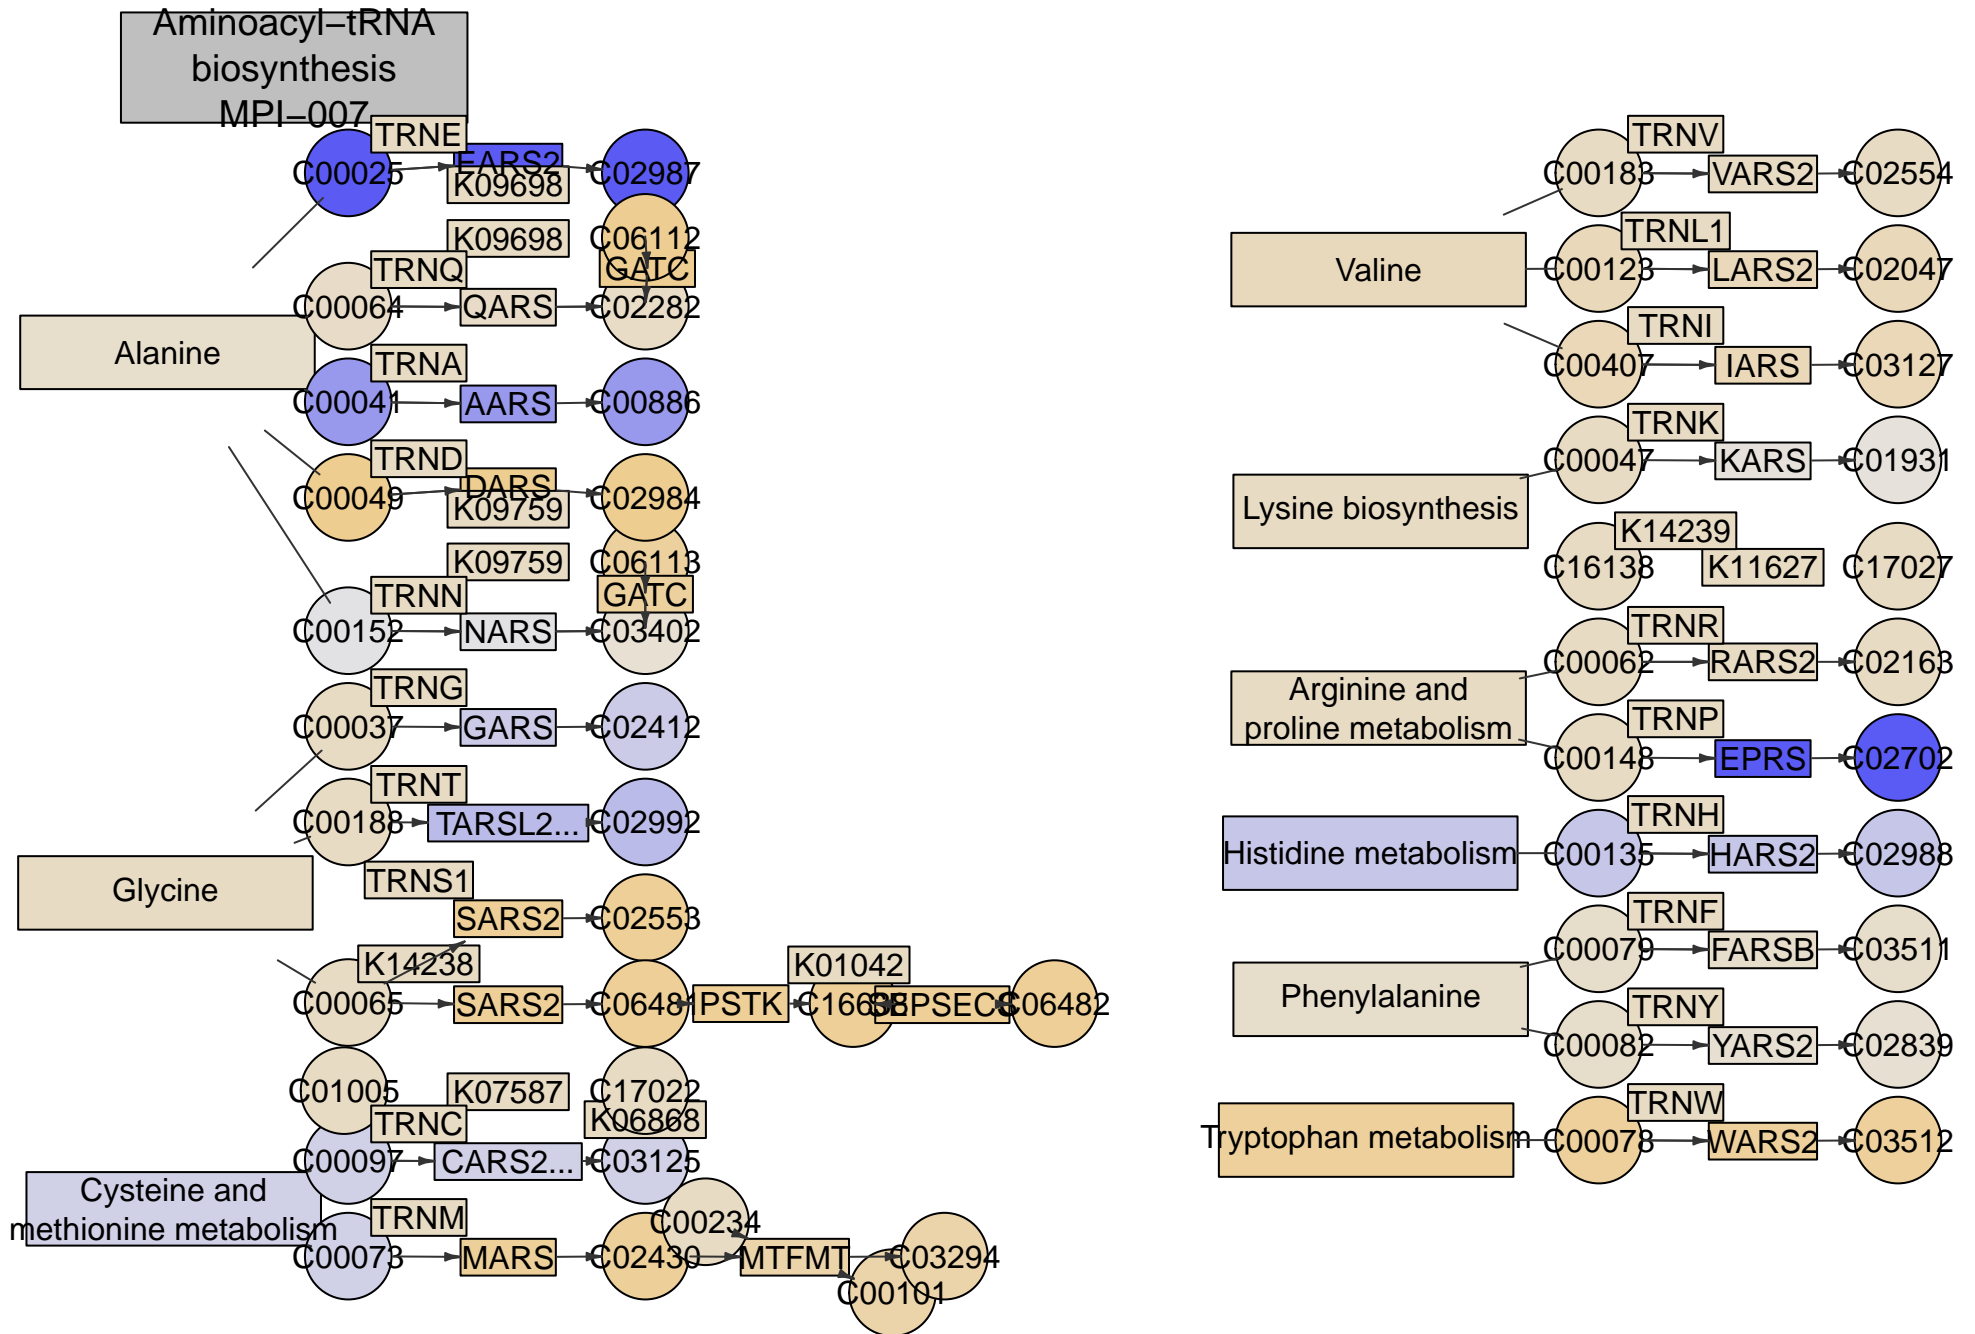 Aminoacyl−tRNA
biosynthesis
MPI−007
TRNE
C00025
EARS2
K09698
C02987
K09698
C06112
TRNQ
GATC
C00064
QARS
C02282
Alanine
TRNA
C00041
AARS
C00886
TRND
C00049
DARS
K09759
C02984
K09759
C06113
TRNN
GATC
C00152
NARS
C03402
TRNG
C00037
GARS
C02412
TRNT
C00188
TARSL2...
C02992
Glycine
TRNS1
SARS2
C02553
K14238
C00065
SARS2
C06481
PSTK
K01042
C16638
SEPSECS
C06482
C01005
K07587
C17022
K06868
TRNC
C00097
CARS2...
C03125
Cysteine and
methionine metabolism
TRNM
C00073
MARS
C02430
C00234
MTFMT
C03294
C00101
TRNV
C00183
VARS2
C02554
Valine
TRNL1
C00123
LARS2
C02047
TRNI
C00407
IARS
C03127
TRNK
C00047
KARS
C01931
Lysine biosynthesis
K14239
C16138
K11627
C17027
TRNR
C00062
RARS2
C02163
Arginine and
proline metabolism
TRNP
C00148
EPRS
C02702
TRNH
Histidine metabolism
C00135
HARS2
C02988
TRNF
C00079
FARSB
C03511
Phenylalanine
TRNY
C00082
YARS2
C02839
TRNW
Tryptophan metabolism
C00078
WARS2
C03512